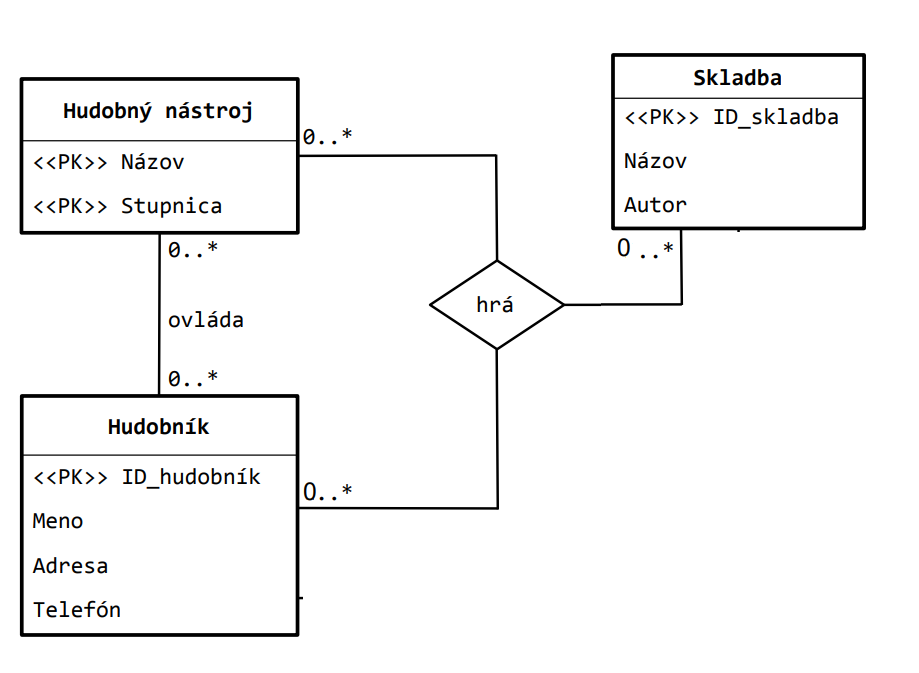 Hudobný nástroj
<<PK>> Názov
<<PK>> Stupnica
0..*
0..*
ovláda
0..*
Hudobník
<<PK>> ID_hudobník
Meno
Adresa
Telefón
0..*
hrá
Skladba
<<PK>> ID_skladba
Názov
Autor
0 ..*